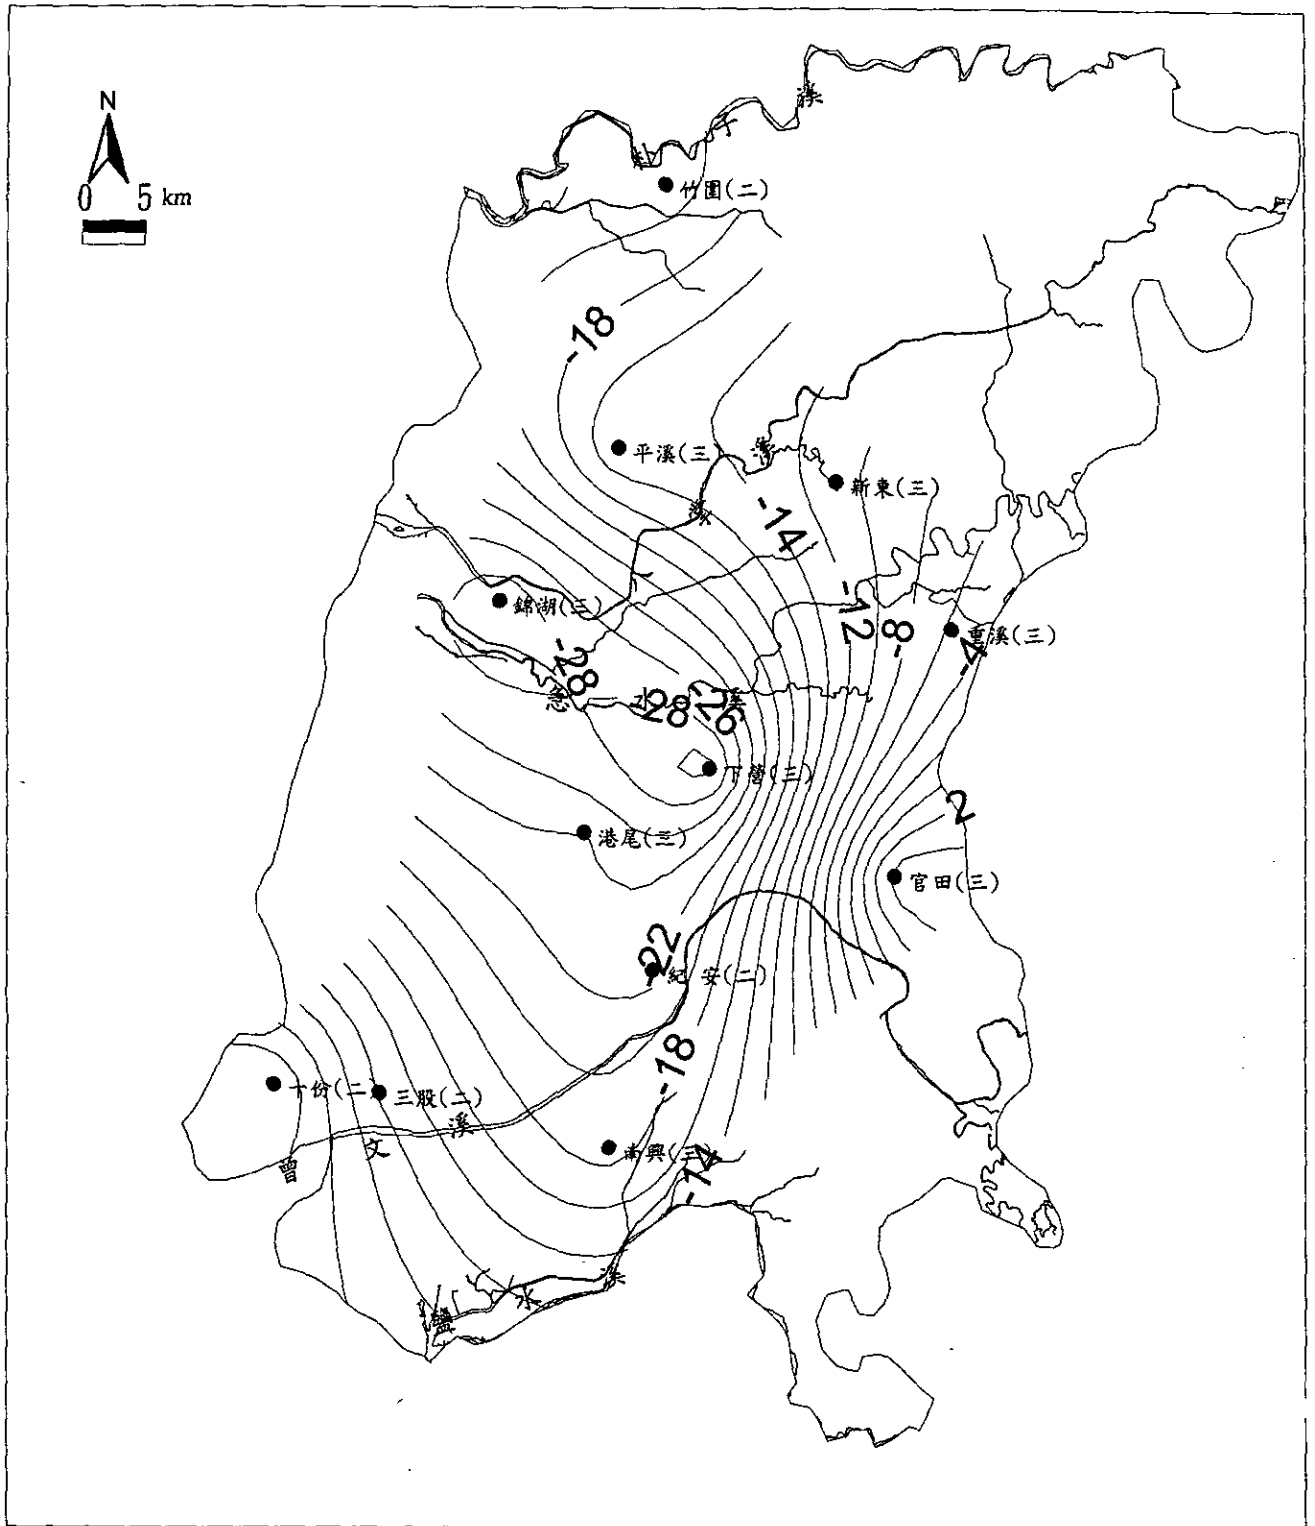 N
0 5 km
溪
子
竹圍(二)
-18
平溪(三)
溪
新東(三)
溪
-14
錦湖(三)
-12
-8
重溪(三)
-4
-28
急 水 溪
28
-26
下營(三)
2
港尾(三)
官田(三)
-22
紀安(二)
-18
十份(二)
三股(二)
曾 文 溪
南興(三)
-14
鹽 水 溪